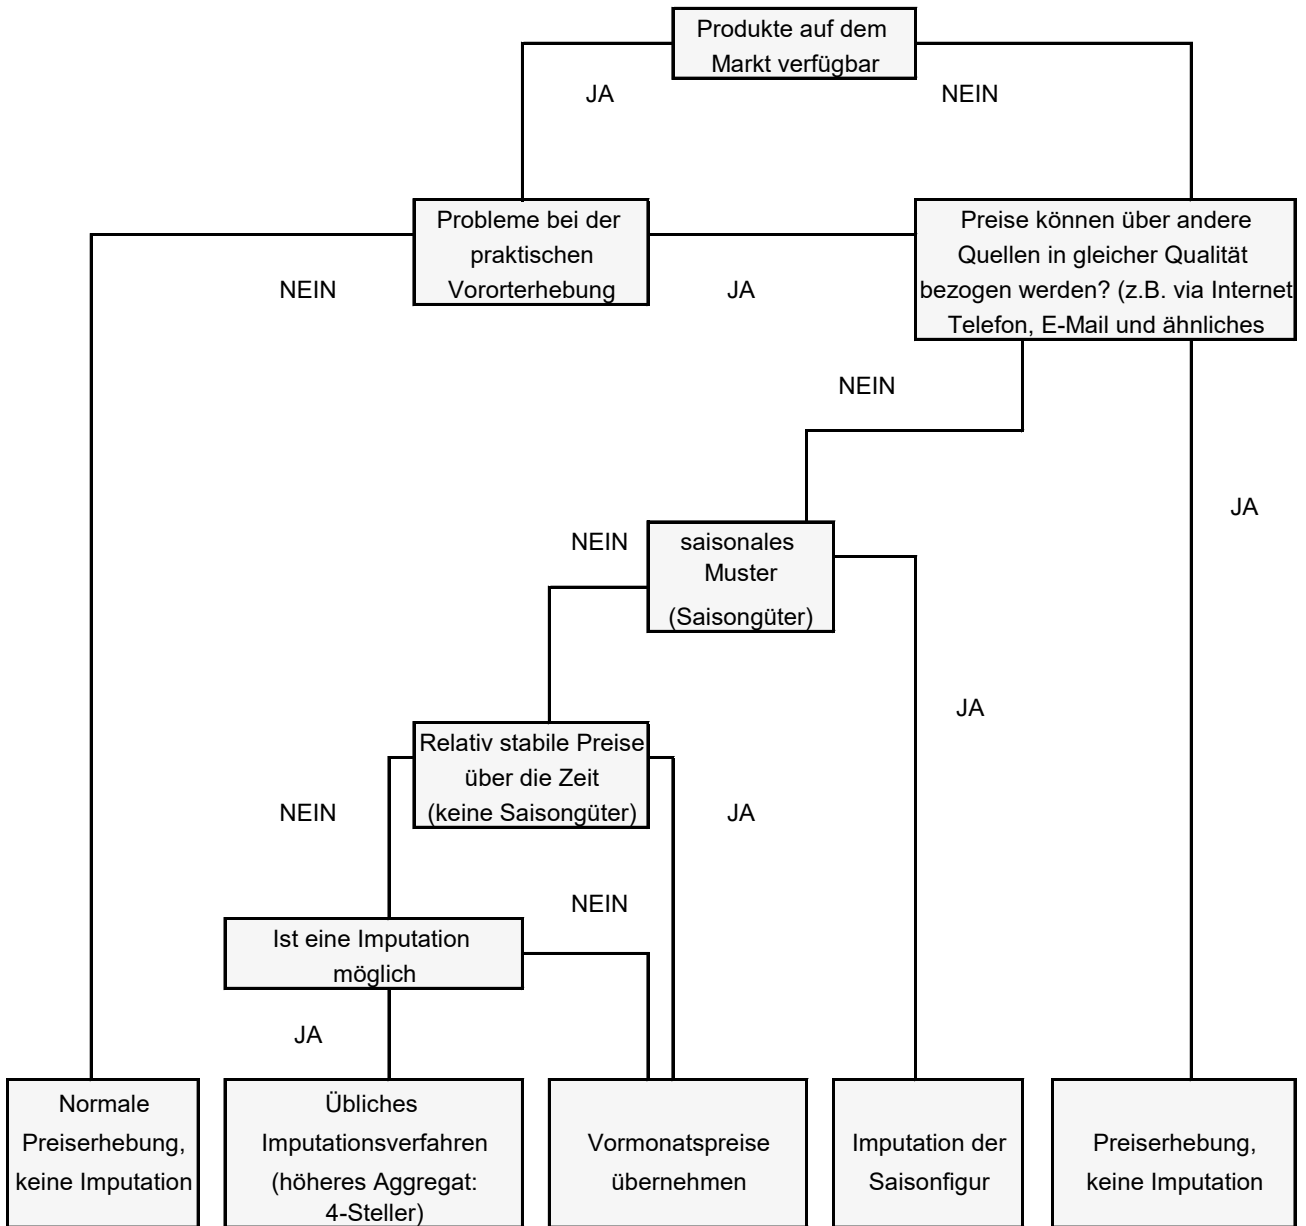 Produkte auf dem
Markt verfügbar
JA
NEIN
Probleme bei der
praktischen
Vororterhebung
Preise können über andere
Quellen in gleicher Qualität
bezogen werden? (z.B. via Internet
Telefon, E-Mail und ähnliches
NEIN
JA
NEIN
JA
NEIN
saisonales
Muster
(Saisongüter)
JA
Relativ stabile Preise
über die Zeit
(keine Saisongüter)
NEIN
JA
NEIN
Ist eine Imputation
möglich
JA
Normale
Preiserhebung,
keine Imputation
Übliches
Imputationsverfahren
(höheres Aggregat:
4-Steller)
Vormonatspreise
übernehmen
Imputation der
Saisonfigur
Preiserhebung,
keine Imputation